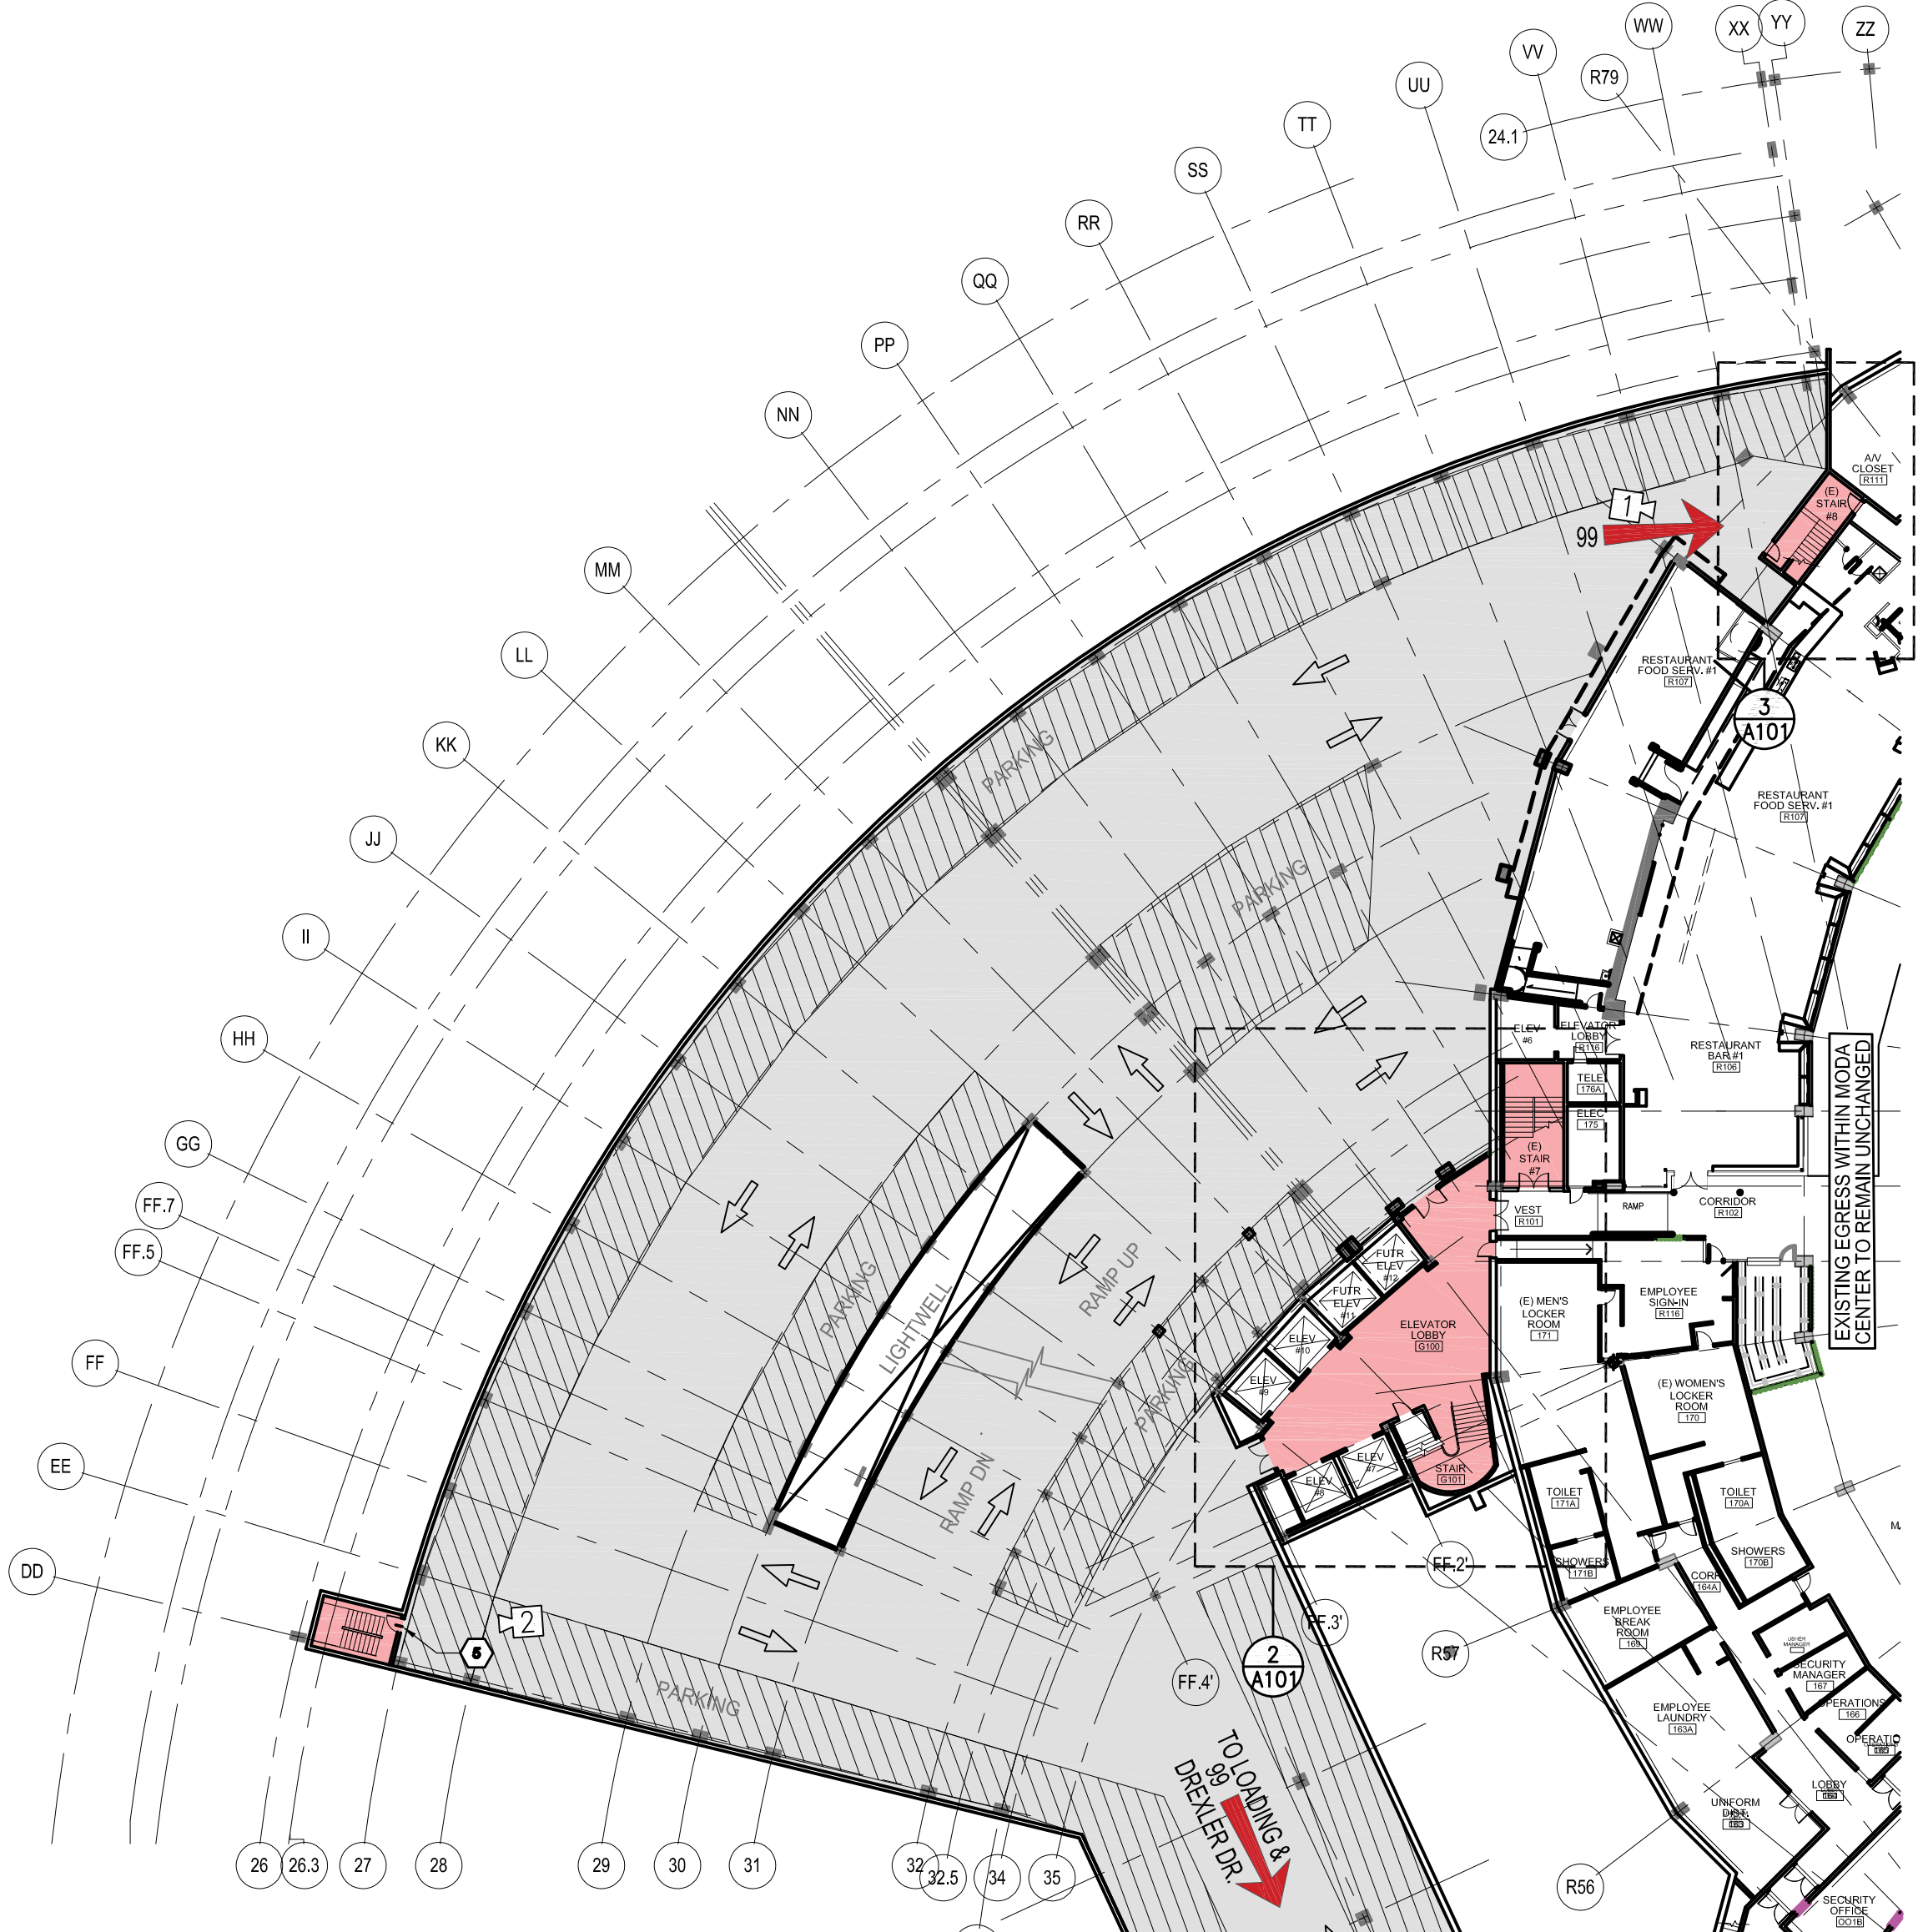 WW
XX
YY
ZZ
VV
R79
UU
24.1
TT
SS
RR
QQ
PP
NN
MM
LL
KK
JJ
II
HH
GG
FF.7
FF.5
FF
EE
DD
A/V
CLOSET
R111
(E)
STAIR
#8
1
99
RESTAURANT
FOOD SERV. #1
R107
3
A101
RESTAURANT
FOOD SERV. #1
R107
PARKING
PARKING
ELEV
#6
ELEVATOR
LOBBY
R116
RESTAURANT
BAR #1
R106
TELE
176A
ELEC
175
(E)
STAIR
#7
EXISTING EGRESS WITHIN MODA
CENTER TO REMAIN UNCHANGED
VEST
R101
RAMP
CORRIDOR
R102
FUTR
ELEV
#12
FUTR
ELEV
#11
ELEV
#10
ELEV
#9
ELEVATOR
LOBBY
G100
(E) MEN'S
LOCKER
ROOM
171
EMPLOYEE
SIGN-IN
R116
PARKING
LIGHTWELL
RAMP UP
PARKING
RAMP DN
(E) WOMEN'S
LOCKER
ROOM
170
ELEV
#7
ELEV
#8
STAIR
G101
TOILET
171A
TOILET
170A
SHOWERS
171B
SHOWERS
170B
CORR
164A
FF.2'
FF.3'
FF.4'
R57
2
A101
EMPLOYEE
BREAK
ROOM
169
USHER
MANAGER
SECURITY
MANAGER
167
OPERATIONS
166
EMPLOYEE
LAUNDRY
163A
LOBBY
UNIFORM
DIST.
163
5
2
PARKING
TO LOADING &
99
DREXLER DR.
26
26.3
27
28
29
30
31
32
32.5
34
35
R56
SECURITY
OFFICE
OO1B